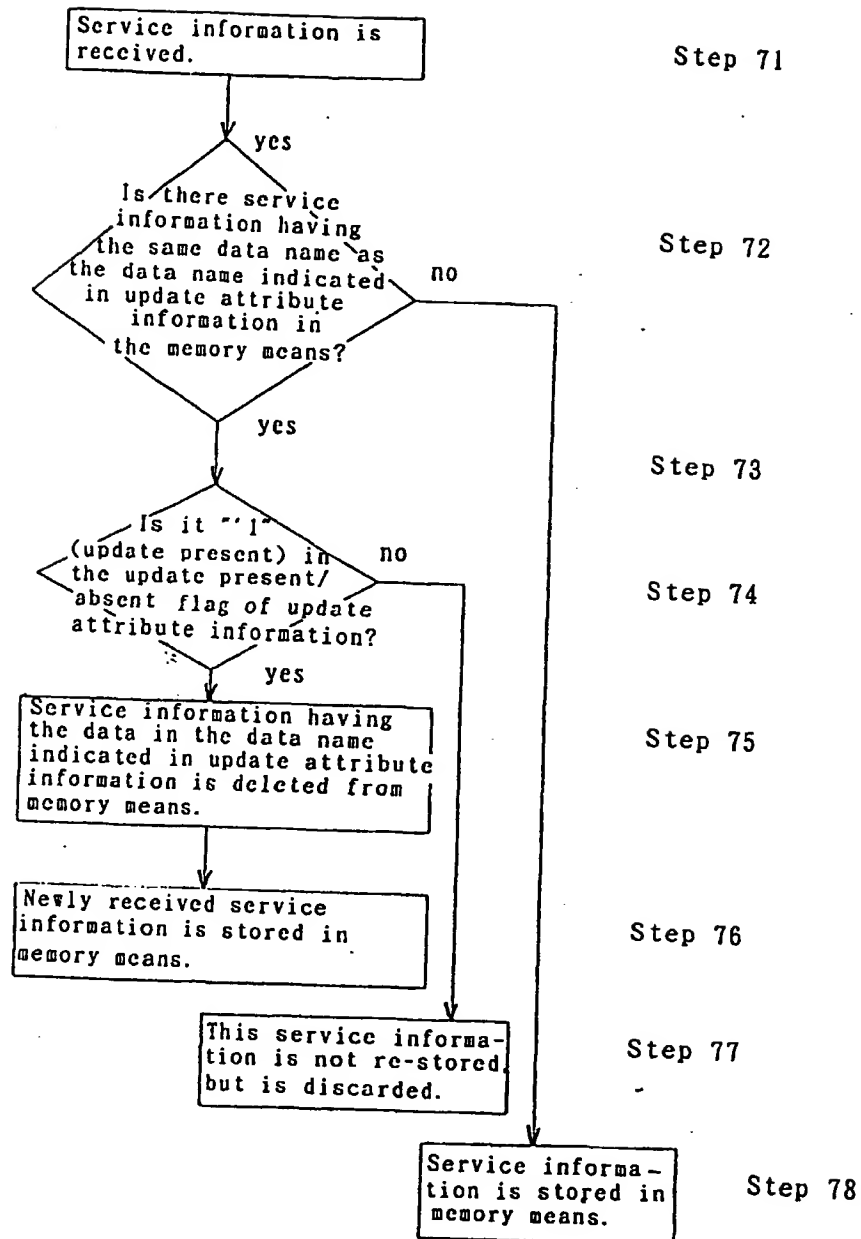 Service information is
received.
Step 71
yes
Is there service
information having
the same data name as
the data name indicated
in update attribute
information in
the memory means?
Step 72
no
yes
Step 73
Is it "'1"
(update present) in
the update present/
absent flag of update
attribute information?
no
Step 74
yes
Service information having
the data in the data name
indicated in update attribute
information is deleted from
memory means.
Step 75
Newly received service
information is stored in
memory means.
Step 76
This service informa-
tion is not re-stored,
but is discarded.
Step 77
Service informa-
tion is stored in
memory means.
Step 78